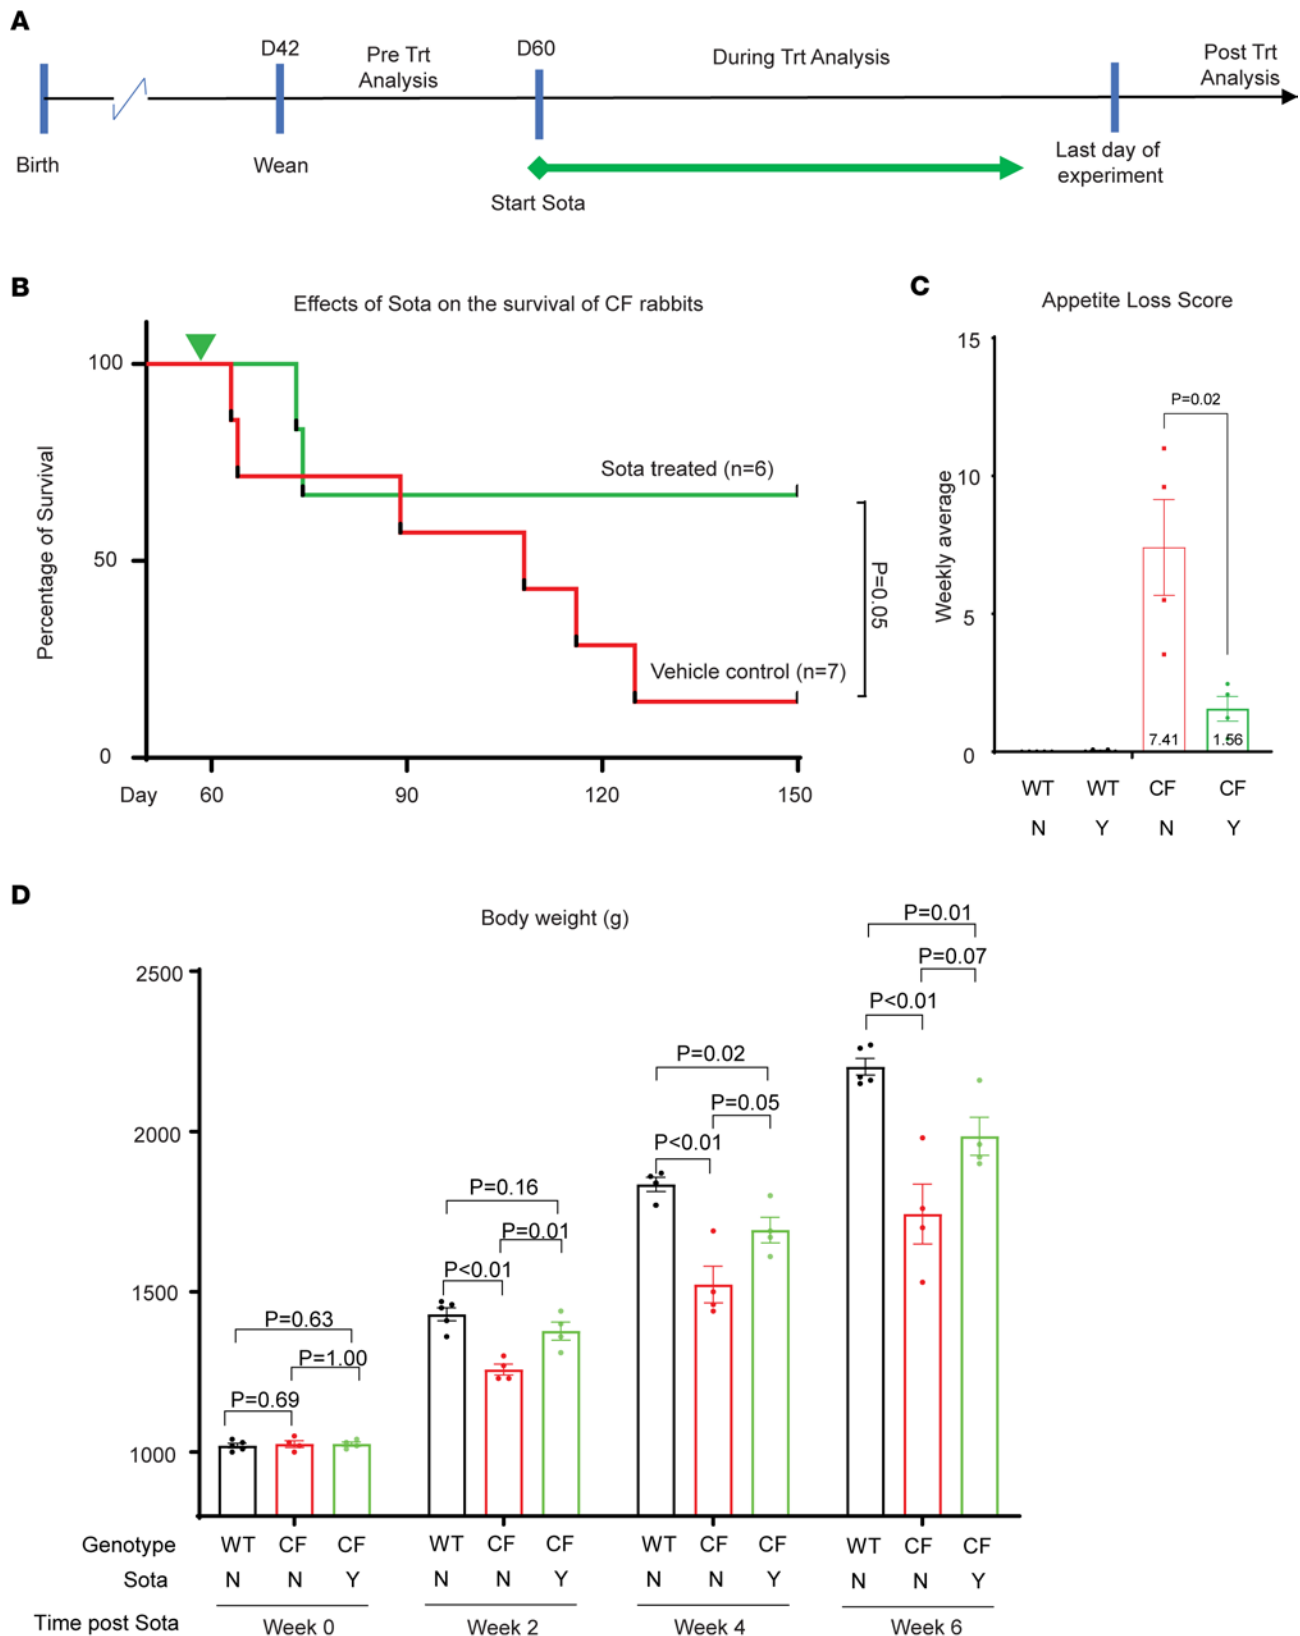 A
D42
Pre Trt
Analysis
D60
During Trt Analysis
Post Trt
Analysis
Birth
Wean
Start Sota
Last day of
experiment
B
Effects of Sota on the survival of CF rabbits
Percentage of Survival
100
50
0
Sota treated (n=6)
Vehicle control (n=7)
P=0.05
Day 60 90 120 150
C
Appetite Loss Score
Weekly average
15
10
5
0
P=0.02
7.41 1.56
WT WT CF CF
N Y N Y
D
Body weight (g)
2500
2000
1500
1000
P=0.63
P=1.00
P=0.69
P=0.16
P=0.01
P<0.01
P=0.02
P=0.05
P<0.01
P=0.01
P=0.07
P<0.01
Genotype WT CF CF WT CF CF WT CF CF WT CF CF
Sota N N Y N N Y N N Y N N Y
Time post Sota Week 0 Week 2 Week 4 Week 6